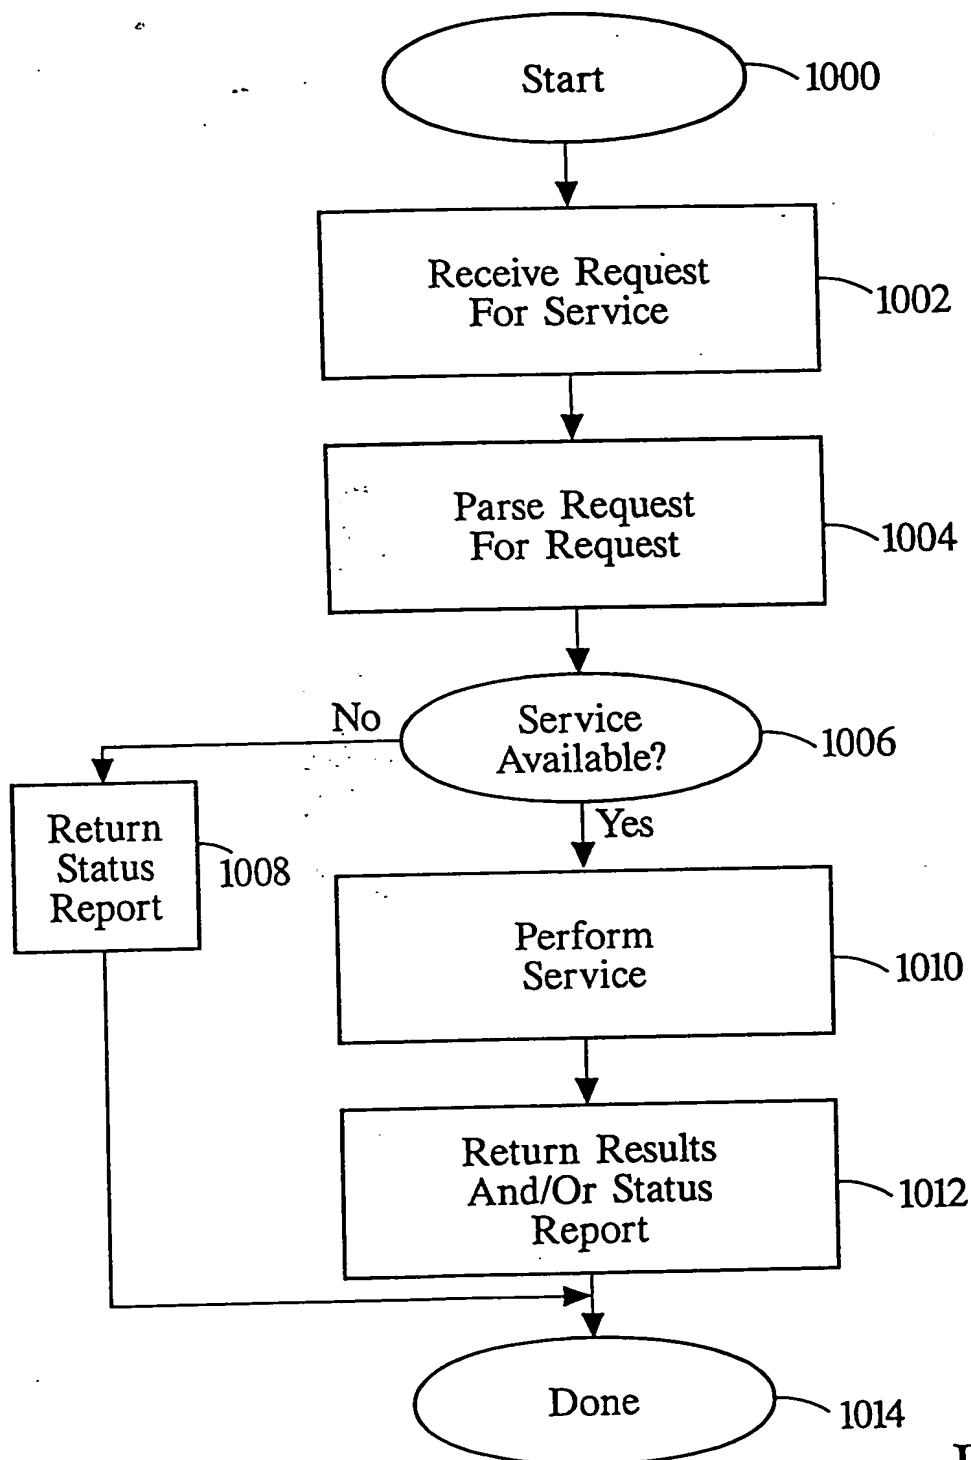 Start
1000
Receive Request
For Service
1002
Parse Request
For Request
1004
No
Service
Available?
1006
Yes
Return
Status
Report
1008
Perform
Service
1010
Return Results
And/Or Status
Report
1012
Done
1014